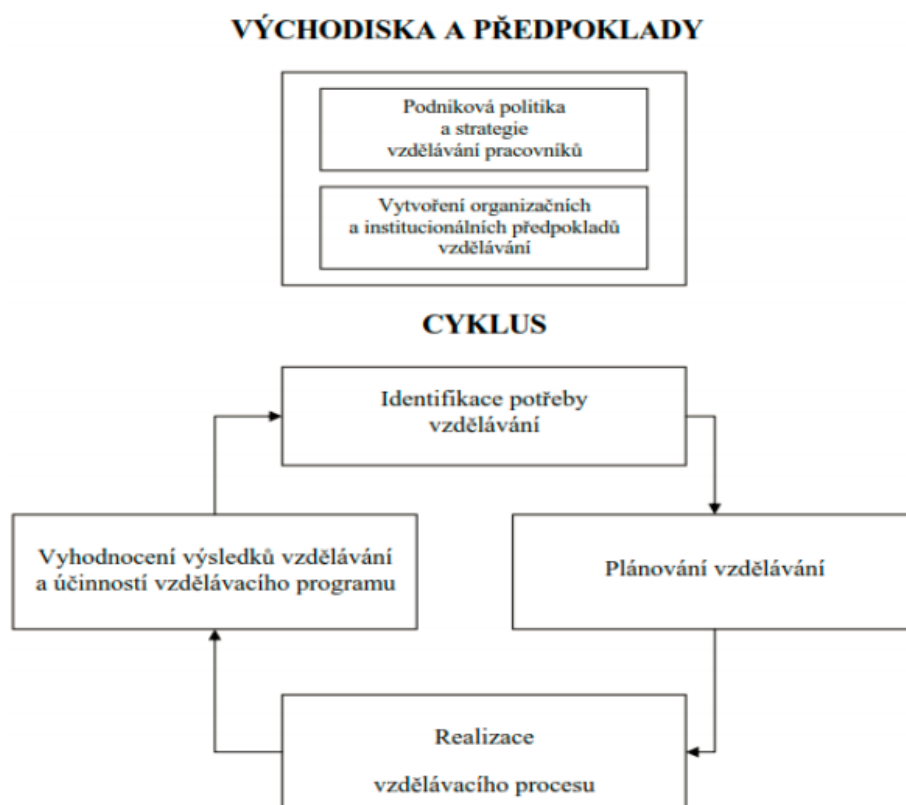 VÝCHODISKA A PŘEDPOKLADY
Podniková politika
a strategie
vzdělávání pracovníků
Vytvoření organizačních
a institucionálních předpokladů
vzdělávání
CYKLUS
Identifikace potřeby
vzdělávání
Vyhodnocení výsledků vzdělávání
a účinností vzdělávacího programu
Plánování vzdělávání
Realizace
vzdělávacího procesu